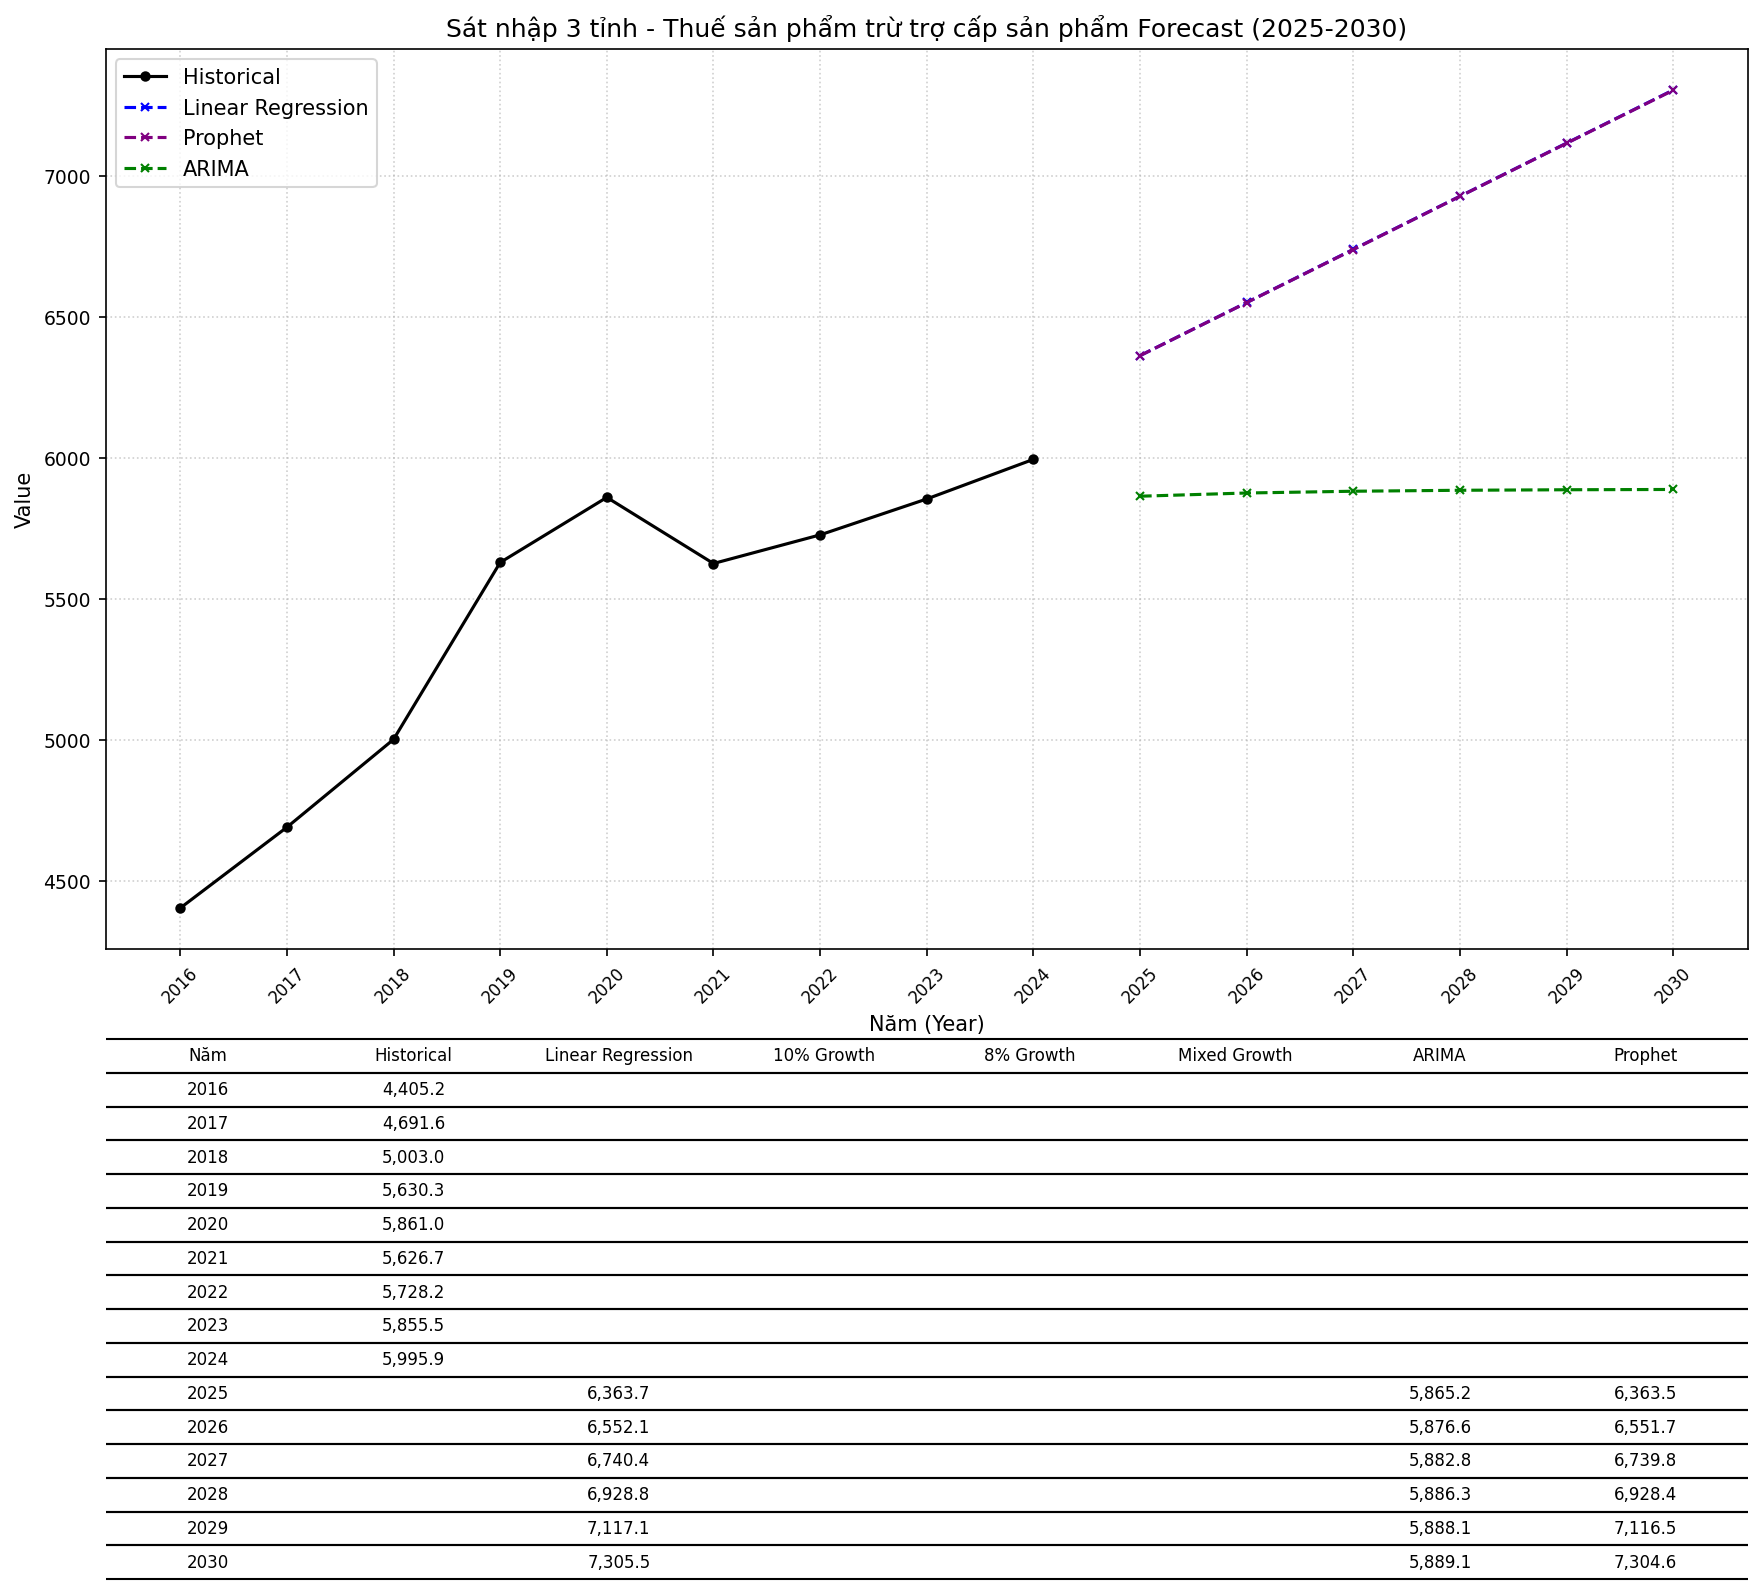 Sát nhập 3 tỉnh - Thuế sản phẩm trừ trợ cấp sản phẩm Forecast (2025-2030)
Historical
Linear Regression
Prophet
ARIMA
Value
7000
6500
6000
5500
5000
4500
2016 2017 2018 2019 2020 2021 2022 2023 2024 2025 2026 2027 2028 2029 2030
Năm (Year)
Năm Historical Linear Regression 10% Growth 8% Growth Mixed Growth ARIMA Prophet
2016 4,405.2
2017 4,691.6
2018 5,003.0
2019 5,630.3
2020 5,861.0
2021 5,626.7
2022 5,728.2
2023 5,855.5
2024 5,995.9
2025 6,363.7 5,865.2 6,363.5
2026 6,552.1 5,876.6 6,551.7
2027 6,740.4 5,882.8 6,739.8
2028 6,928.8 5,886.3 6,928.4
2029 7,117.1 5,888.1 7,116.5
2030 7,305.5 5,889.1 7,304.6